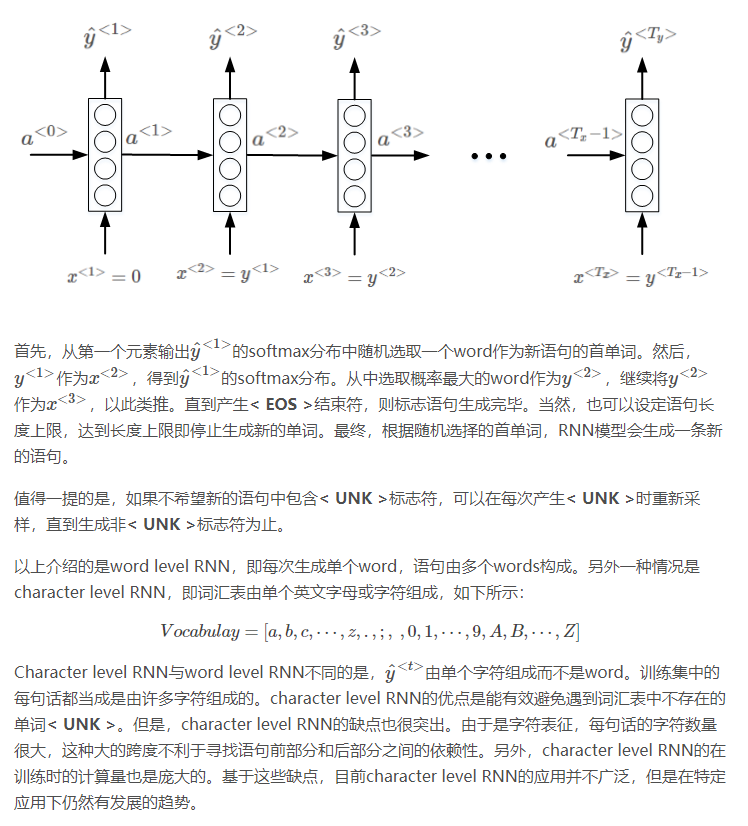 ŷ<1> ŷ<2> ŷ<3> ŷ<Ty>
a<0> a<1> a<2> a<3> ••• a<Tx−1>
x<1> = 0 x<2> = y<1> x<3> = y<2> x<Tx> = y<Tx−1>
首先，从第一个元素输出ŷ<1>的softmax分布中随机选取一个word作为新语句的首单词。然后，
y<1>作为x<2>，得到ŷ<1>的softmax分布。从中选取概率最大的word作为y<2>，继续将y<2>
作为x<3>，以此类推。直到产生< EOS >结束符，则标志语句生成完毕。当然，也可以设定语句长
度上限，达到长度上限即停止生成新的单词。最终，根据随机选择的首单词，RNN模型会生成一条新
的语句。
值得一提的是，如果不希望新的语句中包含< UNK >标志符，可以在每次产生< UNK >时重新采
样，直到生成非< UNK >标志符为止。
以上介绍的是word level RNN，即每次生成单个word，语句由多个words构成。另外一种情况是
character level RNN，即词汇表由单个英文字母或字符组成，如下所示：
Vocabulay = [a, b, c, ⋯, z, ., ;, , 0, 1, ⋯, 9, A, B, ⋯, Z]
Character level RNN与word level RNN不同的是，ŷ<t>由单个字符组成而不是word。训练集中的
每句话都当成是由许多字符组成的。character level RNN的优点是能有效避免遇到词汇表中不存在的
单词< UNK >。但是，character level RNN的缺点也很突出。由于是字符表征，每句话的字符数量
很大，这种大的跨度不利于寻找语句前部分和后部分之间的依赖性。另外，character level RNN的在
训练时的计算量也是庞大的。基于这些缺点，目前character level RNN的应用并不广泛，但是在特定
应用下仍然有发展的趋势。